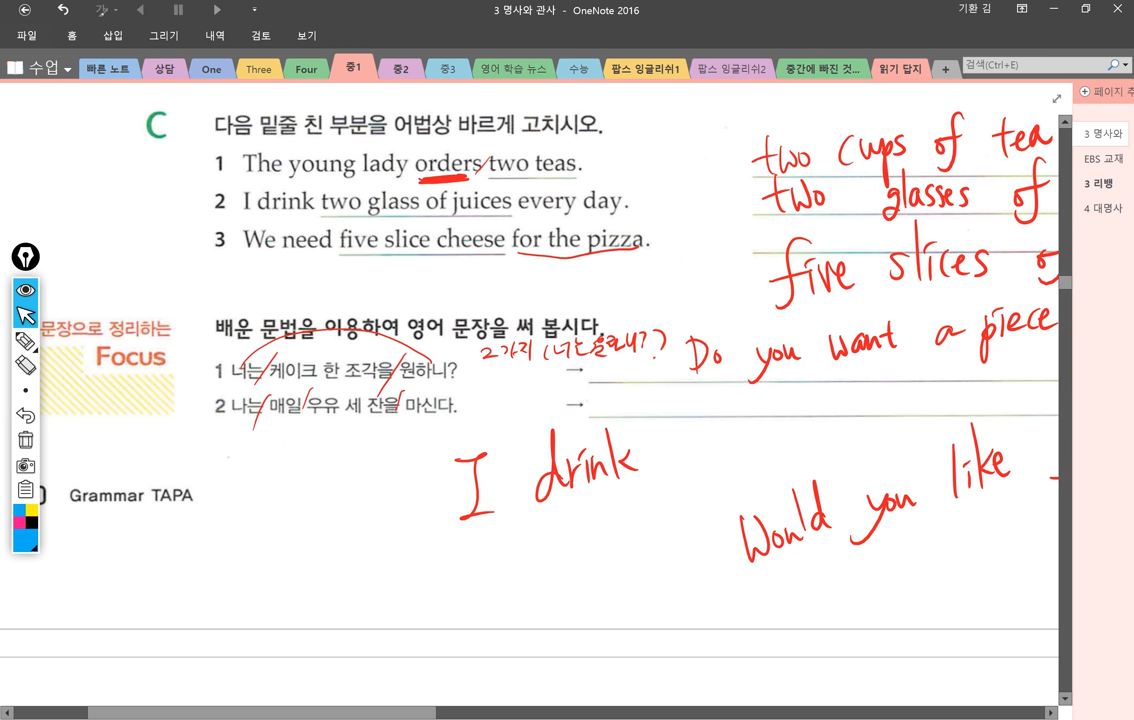 3 명사와 관사 - OneNote 2016
기환 김
파일 홈 삽입 그리기 내역 검토 보기
수업 빠른 노트 상담 One Three Four 중1 중2 중3 영어 학습 뉴스 수능 팝스 잉글리쉬1 팝스 잉글리쉬2 중간에 빠진 것... 읽기 답지 + 검색(Ctrl+E)
페이지 추
3 명사와
EBS 교재
3 리뱅
4 대명사
C 다음 밑줄 친 부분을 어법상 바르게 고치시오.
1 The young lady orders two teas.
two cups of tea
2 I drink two glass of juices every day.
two glasses of
3 We need five slice cheese for the pizza.
five slices o
문장으로 정리하는
Focus
배운 문법을 이용하여 영어 문장을 써 봅시다.
2가지
1 너는 케이크 한 조각을 원하니? →
Do you want a piece
2 나는 매일 우유 세 잔을 마신다. →
I drink
Would you like
0 Grammar TAPA